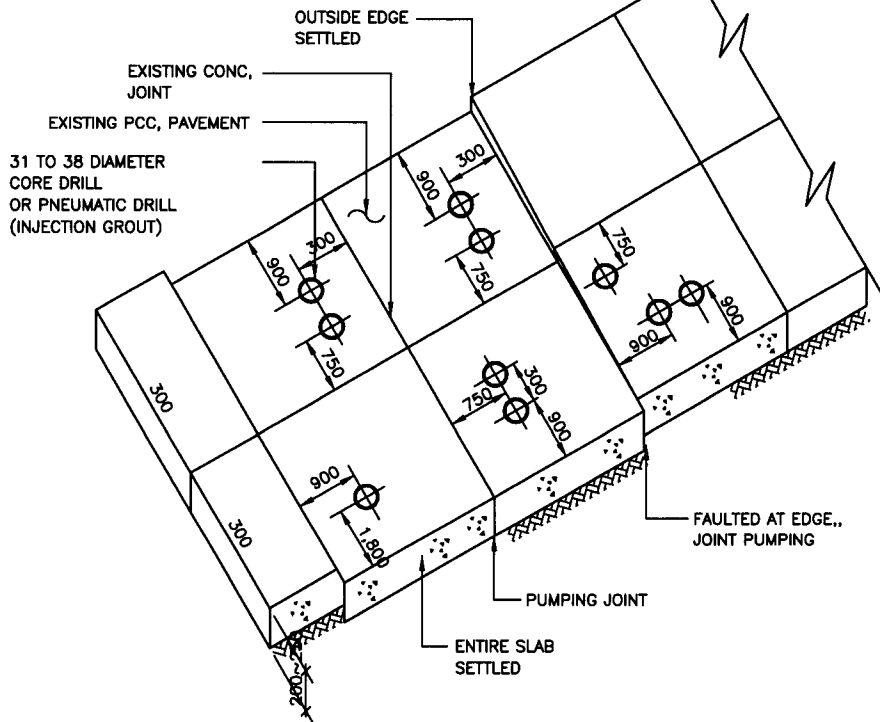 OUTSIDE EDGE
SETTLED
EXISTING CONC,
JOINT
EXISTING PCC, PAVEMENT
31 TO 38 DIAMETER
CORE DRILL
OR PNEUMATIC DRILL
(INJECTION GROUT)
900
300
900
300
750
750
750
900
900
300
750
300
900
900
1,800
300
FAULTED AT EDGE,,
JOINT PUMPING
PUMPING JOINT
ENTIRE SLAB
SETTLED